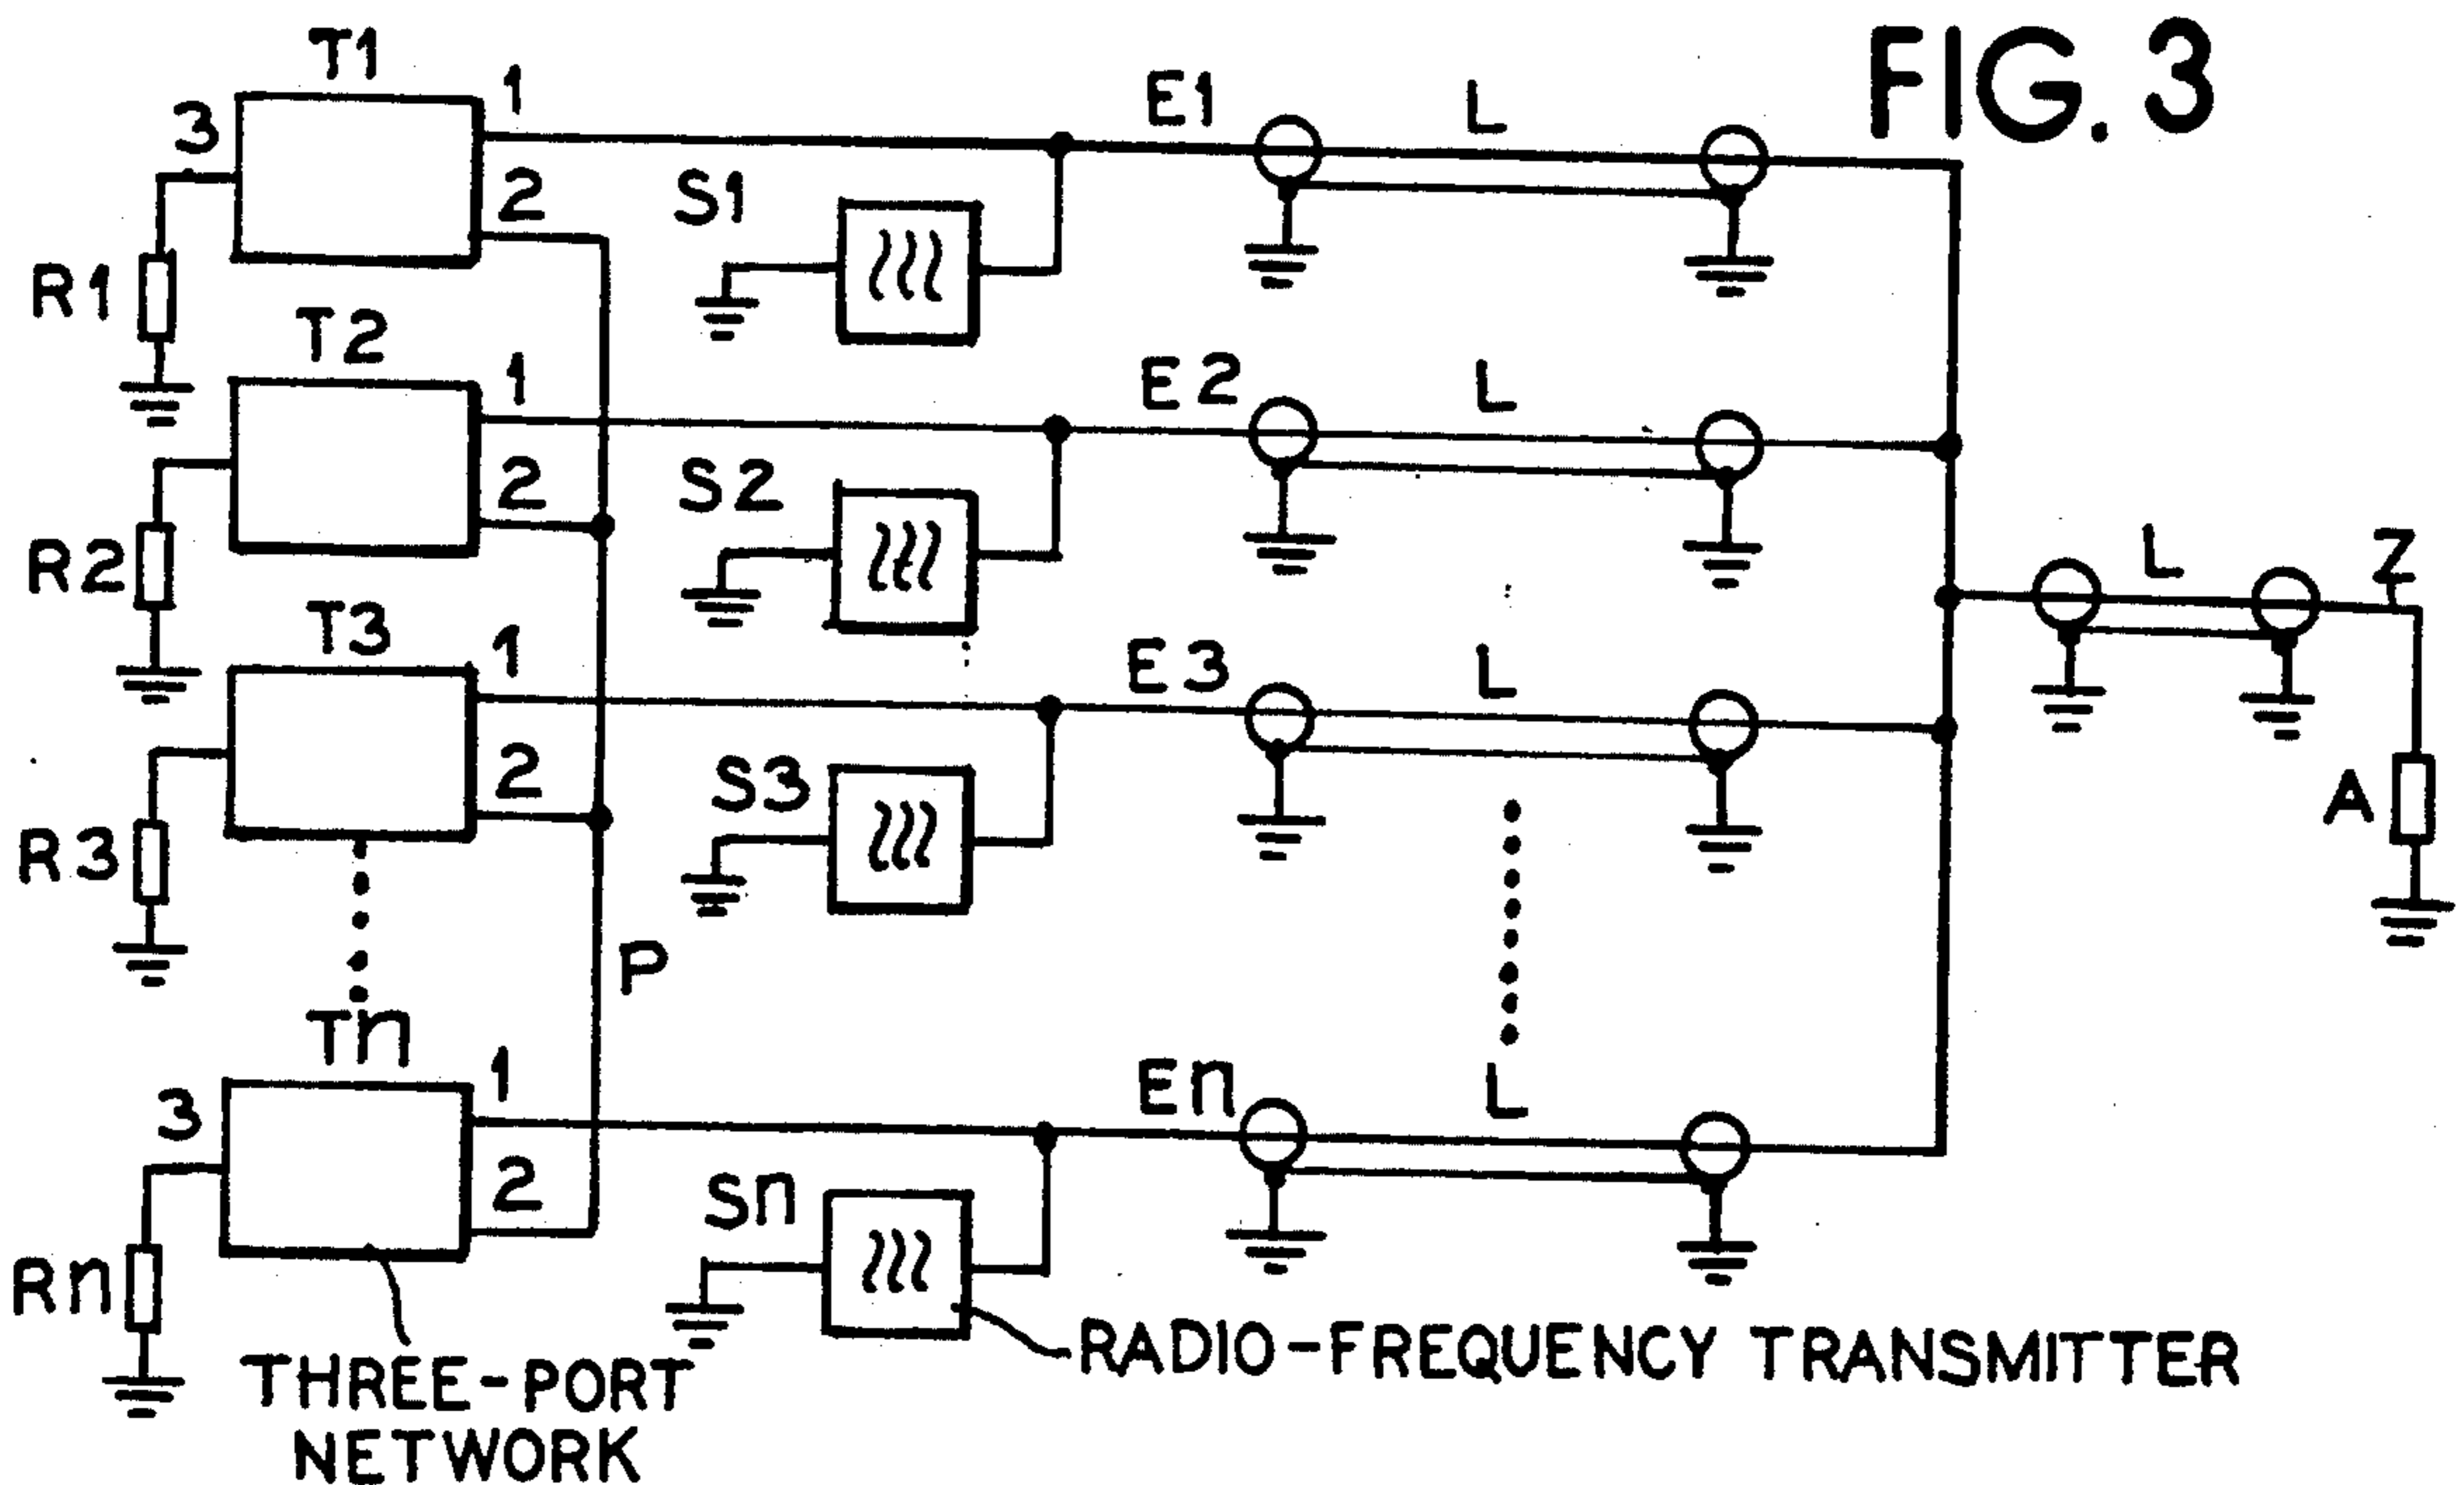 FIG. 3
T1
3
1
E1
L
2
S1
R1
T2
1
E2
L
2
S2
R2
L
Z
T3
1
E3
L
2
S3
R3
A
P
Tn
3
1
En
L
2
Sn
Rn
RADIO-FREQUENCY TRANSMITTER
THREE-PORT
NETWORK